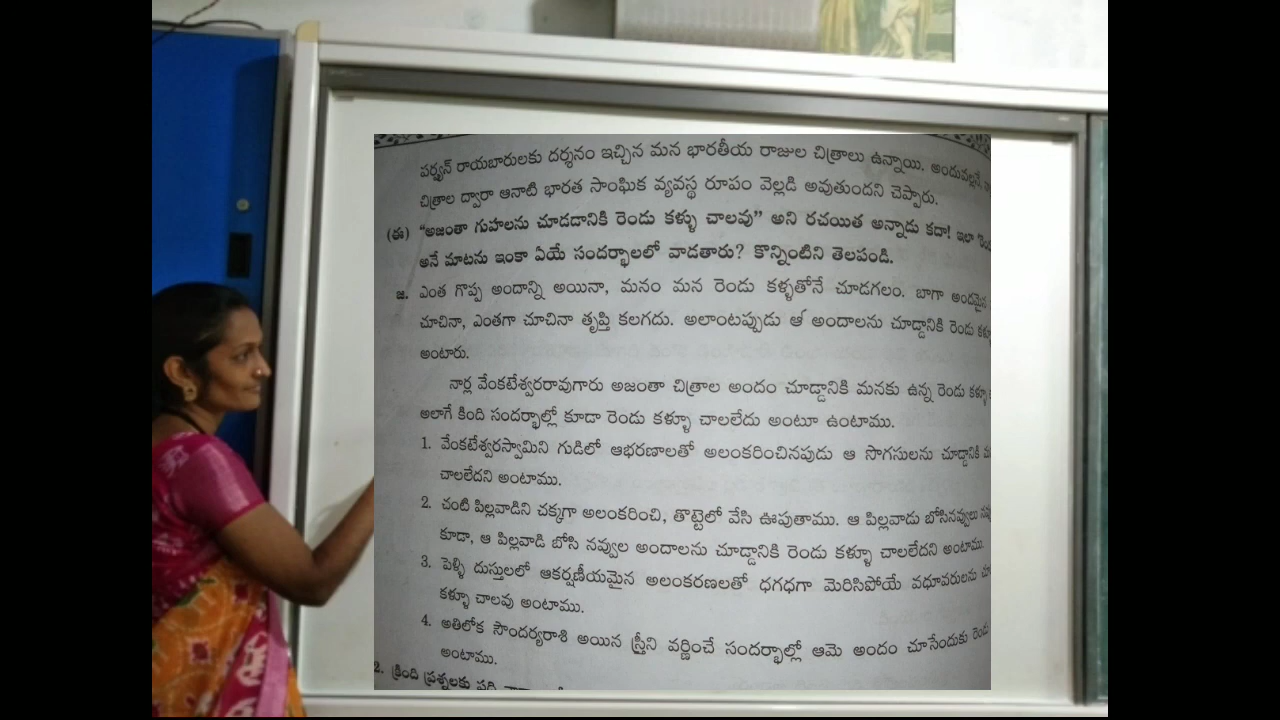 పర్షియన్ రాయబారులకు దర్శనం ఇచ్చిన మన భారతీయ రాజుల చిత్రాలు ఉన్నాయి. అందువల్లనే,
చిత్రాల ద్వారా ఆనాటి భారత సాంఘిక వ్యవస్థ రూపం వెల్లడి అవుతుందని చెప్పారు.
(ఈ) "అజంతా గుహలను చూడడానికి రెండు కళ్ళు చాలవు" అని రచయిత అన్నాడు కదా! ఇలా
అనే మాటను ఇంకా ఏయే సందర్భాలలో వాడతారు? కొన్నింటిని తెలపండి.
జ. ఎంత గొప్ప అందాన్ని అయినా, మనం మన రెండు కళ్ళతోనే చూడగలం. బాగా అందమైన
చూచినా, ఎంతగా చూచినా తృప్తి కలగదు. అలాంటప్పుడు ఆ అందాలను చూడ్డానికి రెండు
అంటారు.
నార్ల వేంకటేశ్వరరావుగారు అజంతా చిత్రాల అందం చూడ్డానికి మనకు ఉన్న రెండు కళ్ళూ
అలాగే కింది సందర్భాల్లో కూడా రెండు కళ్ళూ చాలలేదు అంటూ ఉంటాము.
1. వేంకటేశ్వరస్వామిని గుడిలో ఆభరణాలతో అలంకరించినపుడు ఆ సొగసులను చూడ్డానికి
చాలలేదని అంటాము.
2. చంటి పిల్లవాడిని చక్కగా అలంకరించి, తొట్టెలో వేసి ఊపుతాము. ఆ పిల్లవాడు బోసినవ్వులు
కూడా, ఆ పిల్లవాడి బోసి నవ్వుల అందాలను చూడ్డానికి రెండు కళ్ళూ చాలలేదని అంటాము.
3. పెళ్ళి దుస్తులలో ఆకర్షణీయమైన అలంకరణలతో ధగధగా మెరిసిపోయే వధూవరులను
కళ్ళూ చాలవు అంటాము.
4. అతిలోక సౌందర్యరాశి అయిన స్త్రీని వర్ణించే సందర్భాల్లో ఆమె అందం చూసేందుకు రెండు
అంటాము.
2. క్రింది ప్రశ్నలకు